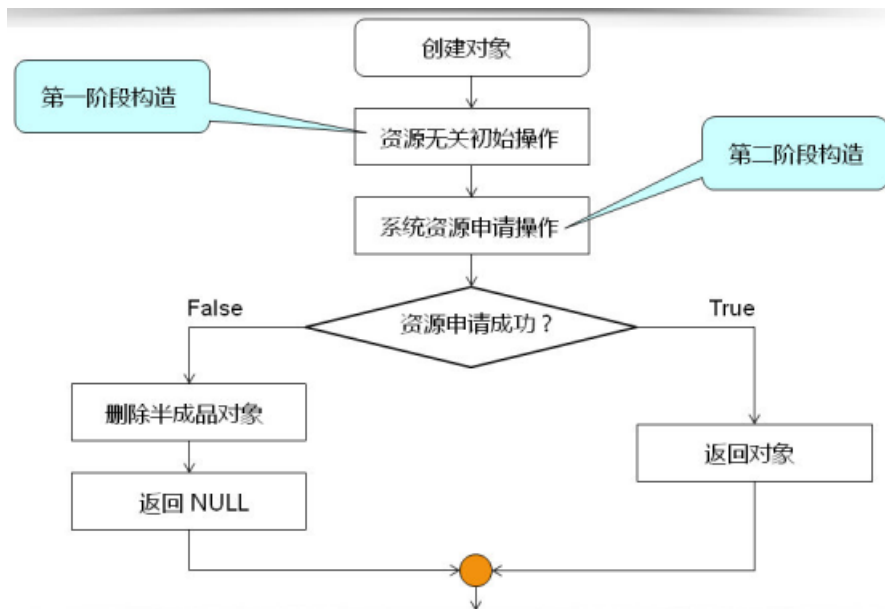 创建对象
第一阶段构造
资源无关初始操作
第二阶段构造
系统资源申请操作
False
True
资源申请成功？
删除半成品对象
返回对象
返回 NULL